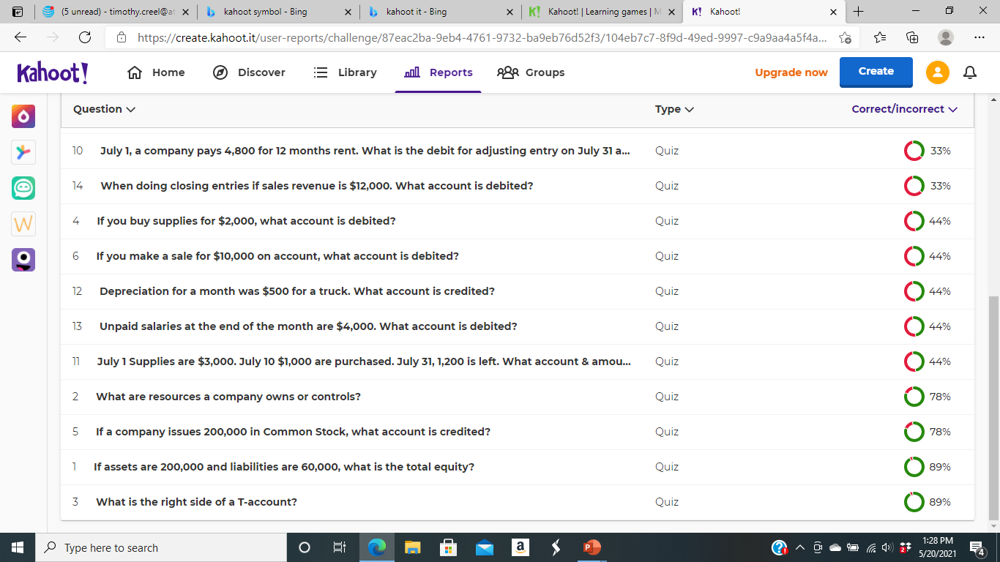 (5 unread) - timothy.creel@at
kahoot symbol - Bing
kahoot it - Bing
K! Kahoot! | Learning games | M
K! Kahoot!
https://create.kahoot.it/user-reports/challenge/87eac2ba-9eb4-4761-9732-ba9eb76d52f3/104eb7c7-8f9d-49ed-9997-c9a9aa4a5f4a...
Kahoot!
Home
Discover
Library
Reports
Groups
Upgrade now
Create
Question Type Correct/incorrect
10 July 1, a company pays 4,800 for 12 months rent. What is the debit for adjusting entry on July 31 a... Quiz 33%
14 When doing closing entries if sales revenue is $12,000. What account is debited? Quiz 33%
4 If you buy supplies for $2,000, what account is debited? Quiz 44%
6 If you make a sale for $10,000 on account, what account is debited? Quiz 44%
12 Depreciation for a month was $500 for a truck. What account is credited? Quiz 44%
13 Unpaid salaries at the end of the month are $4,000. What account is debited? Quiz 44%
11 July 1 Supplies are $3,000. July 10 $1,000 are purchased. July 31, 1,200 is left. What account & amou... Quiz 44%
2 What are resources a company owns or controls? Quiz 78%
5 If a company issues 200,000 in Common Stock, what account is credited? Quiz 78%
1 If assets are 200,000 and liabilities are 60,000, what is the total equity? Quiz 89%
3 What is the right side of a T-account? Quiz 89%
W
Type here to search
a
P
2
1:28 PM
5/20/2021
4